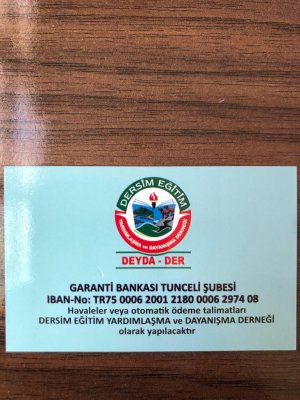 DERSİM EĞİTİM
YARDIMLAŞMA ve DAYANIŞMA DERNEĞİ
DEYDA - DER
GARANTİ BANKASI TUNCELİ ŞUBESİ
IBAN-No: TR75 0006 2001 2180 0006 2974 08
Havaleler veya otomatik ödeme talimatları
DERSİM EĞİTİM YARDIMLAŞMA ve DAYANIŞMA DERNEĞİ
olarak yapılacaktır